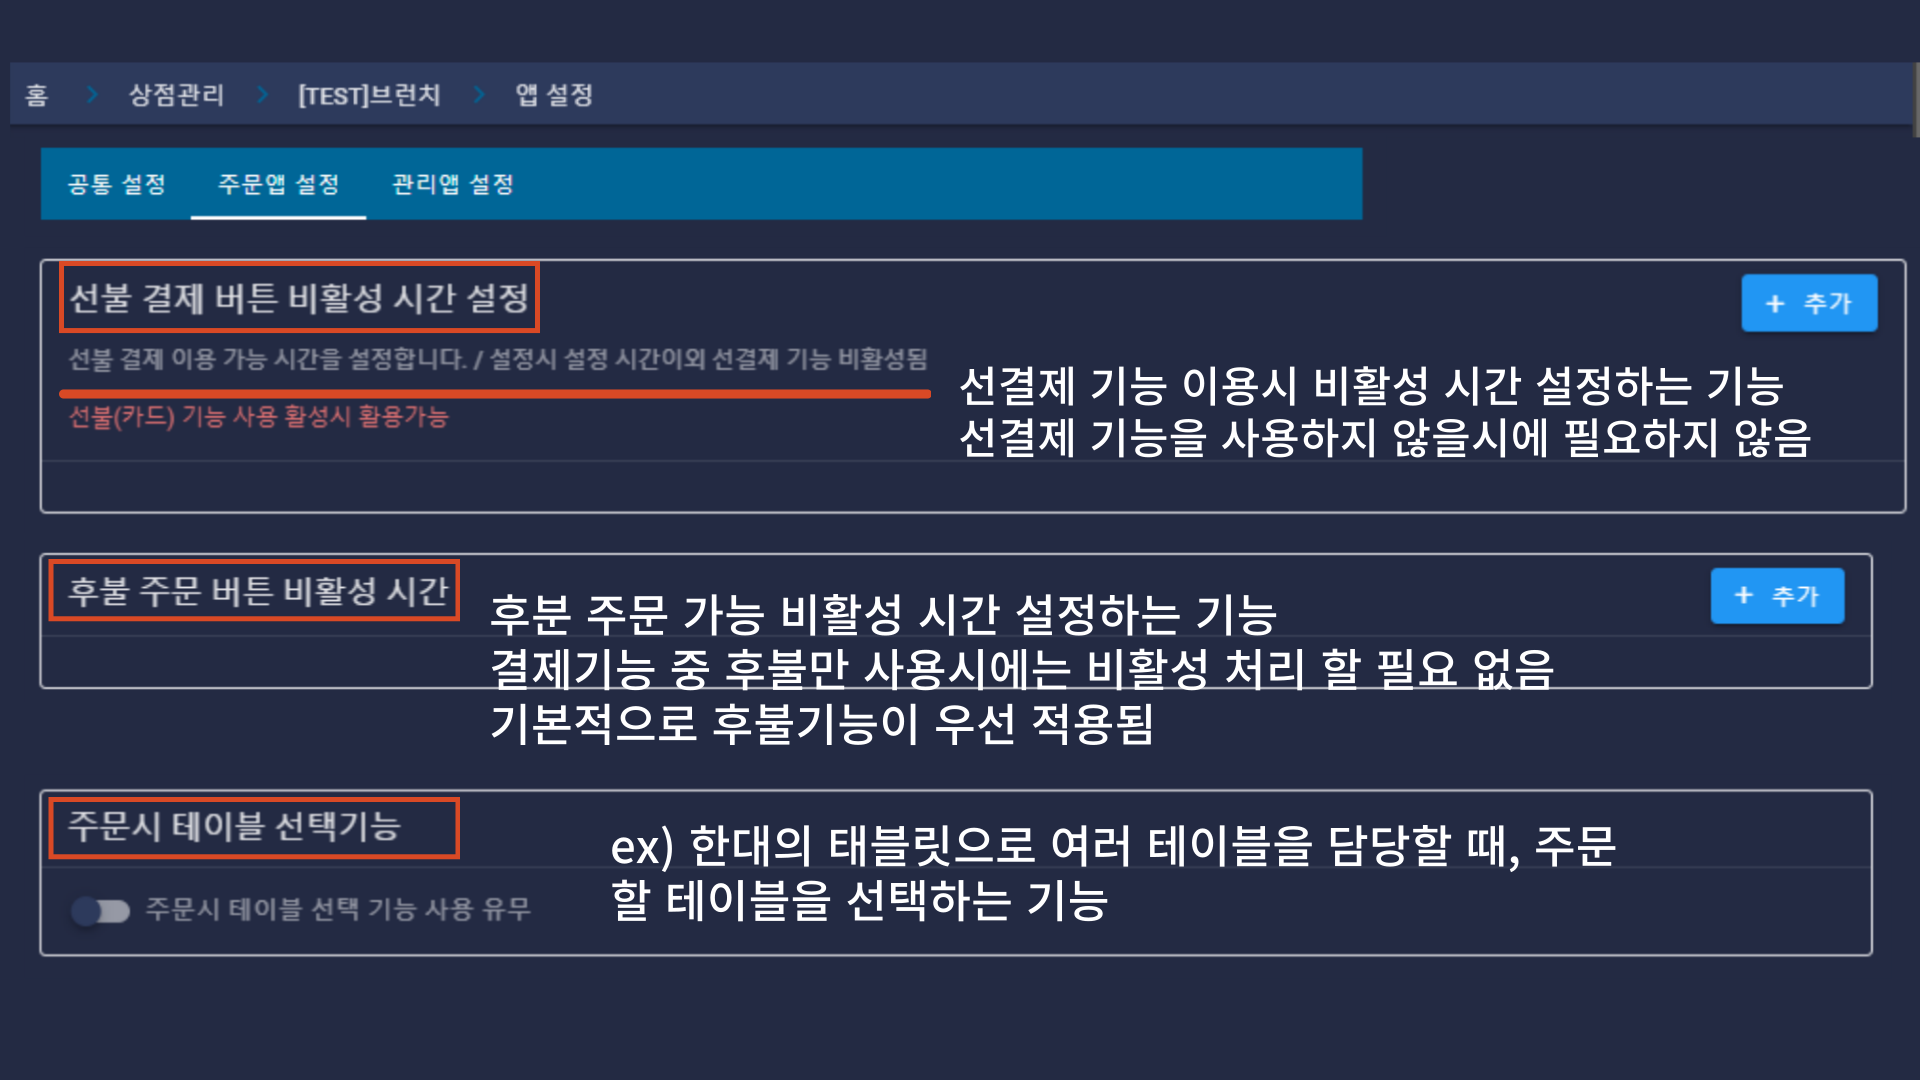 홈 > 상점관리 > [TEST]브런치 > 앱 설정
공통 설정 주문앱 설정 관리앱 설정
선불 결제 버튼 비활성 시간 설정
+ 추가
선불 결제 이용 가능 시간을 설정합니다. / 설정시 설정 시간이외 선결제 기능 비활성됨
선불(카드) 기능 사용 활성시 활용가능
선결제 기능 이용시 비활성 시간 설정하는 기능
선결제 기능을 사용하지 않을시에 필요하지 않음
후불 주문 버튼 비활성 시간
+ 추가
후분 주문 가능 비활성 시간 설정하는 기능
결제기능 중 후불만 사용시에는 비활성 처리 할 필요 없음
기본적으로 후불기능이 우선 적용됨
주문시 테이블 선택기능
주문시 테이블 선택 기능 사용 유무
ex) 한대의 태블릿으로 여러 테이블을 담당할 때, 주문
할 테이블을 선택하는 기능